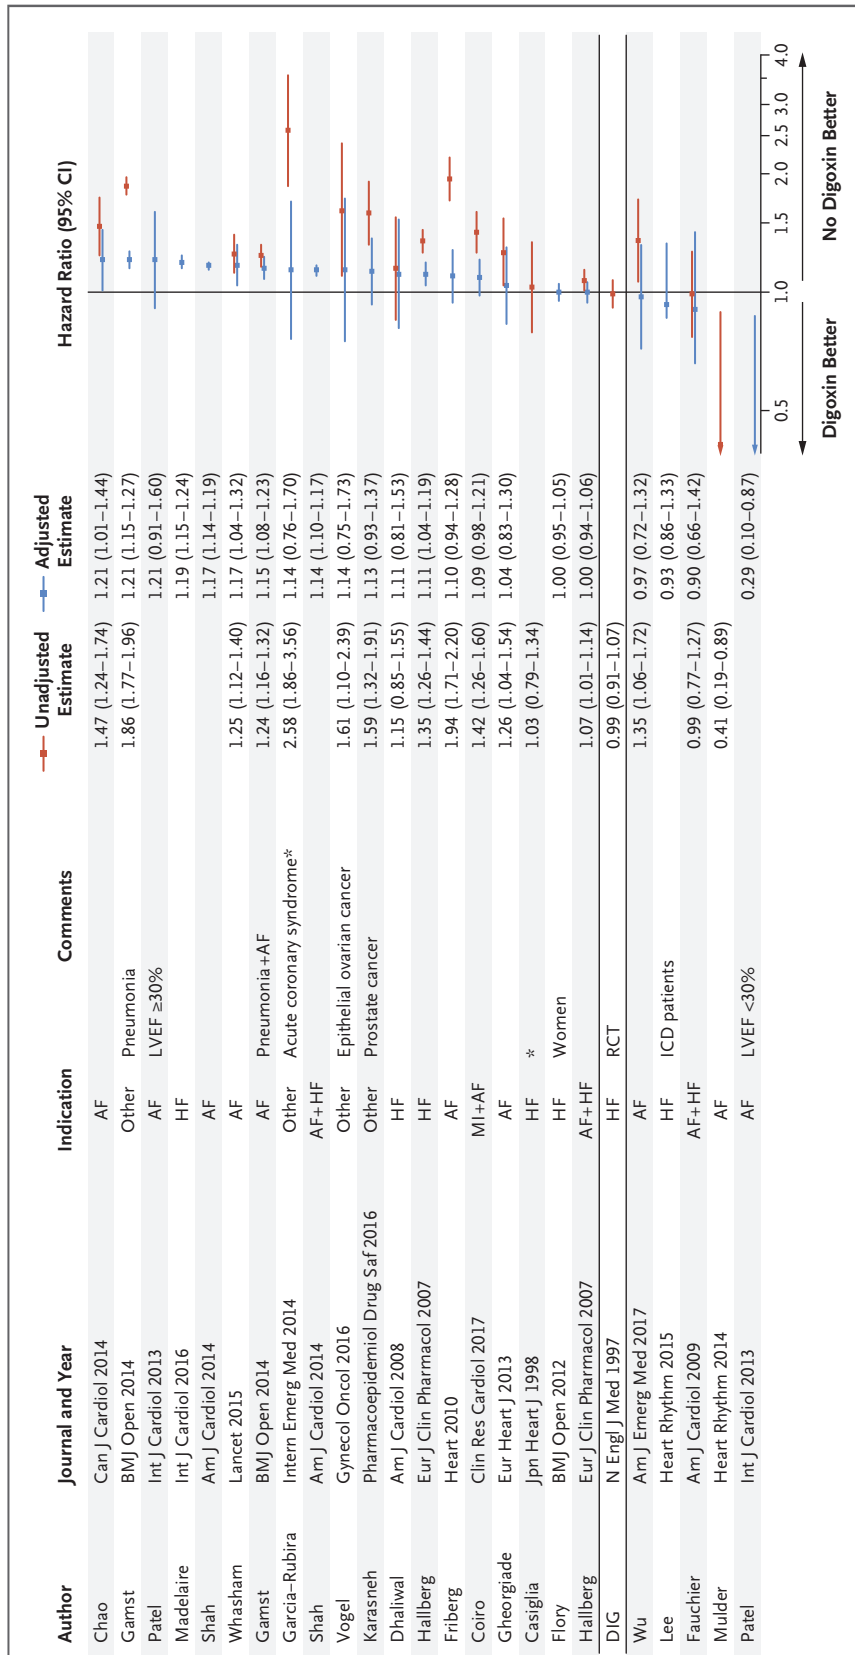 Unadjusted Adjusted
Author Journal and Year Indication Comments Estimate Estimate Hazard Ratio (95% CI)
Chao Can J Cardiol 2014 AF 1.47 (1.24–1.74) 1.21 (1.01–1.44)
Gamst BMJ Open 2014 Other Pneumonia 1.86 (1.77–1.96) 1.21 (1.15–1.27)
Patel Int J Cardiol 2013 AF LVEF ≥30% 1.21 (0.91–1.60)
Madelaire Int J Cardiol 2016 HF 1.19 (1.15–1.24)
Shah Am J Cardiol 2014 AF 1.17 (1.14–1.19)
Whasham Lancet 2015 AF 1.25 (1.12–1.40) 1.17 (1.04–1.32)
Gamst BMJ Open 2014 AF Pneumonia+AF 1.24 (1.16–1.32) 1.15 (1.08–1.23)
Garcia–Rubira Intern Emerg Med 2014 Other Acute coronary syndrome* 2.58 (1.86–3.56) 1.14 (0.76–1.70)
Shah Am J Cardiol 2014 AF+HF 1.14 (1.10–1.17)
Vogel Gynecol Oncol 2016 Other Epithelial ovarian cancer 1.61 (1.10–2.39) 1.14 (0.75–1.73)
Karasneh Pharmacoepidemiol Drug Saf 2016 Other Prostate cancer 1.59 (1.32–1.91) 1.13 (0.93–1.37)
Dhaliwal Am J Cardiol 2008 HF 1.15 (0.85–1.55) 1.11 (0.81–1.53)
Hallberg Eur J Clin Pharmacol 2007 HF 1.35 (1.26–1.44) 1.11 (1.04–1.19)
Friberg Heart 2010 AF 1.94 (1.71–2.20) 1.10 (0.94–1.28)
Coiro Clin Res Cardiol 2017 MI+AF 1.42 (1.26–1.60) 1.09 (0.98–1.21)
Gheorgiade Eur Heart J 2013 AF 1.26 (1.04–1.54) 1.04 (0.83–1.30)
Casiglia Jpn Heart J 1998 HF * 1.03 (0.79–1.34)
Flory BMJ Open 2012 HF Women 1.00 (0.95–1.05)
Hallberg Eur J Clin Pharmacol 2007 AF+HF 1.07 (1.01–1.14) 1.00 (0.94–1.06)
DIG N Engl J Med 1997 HF RCT 0.99 (0.91–1.07)
Wu Am J Emerg Med 2017 AF 1.35 (1.06–1.72) 0.97 (0.72–1.32)
Lee Heart Rhythm 2015 HF ICD patients 0.93 (0.86–1.33)
Fauchier Am J Cardiol 2009 AF+HF 0.99 (0.77–1.27) 0.90 (0.66–1.42)
Mulder Heart Rhythm 2014 AF 0.41 (0.19–0.89)
Patel Int J Cardiol 2013 AF LVEF <30% 0.29 (0.10–0.87)
0.5 1.0 1.5 2.0 2.5 3.0 4.0
Digoxin Better No Digoxin Better